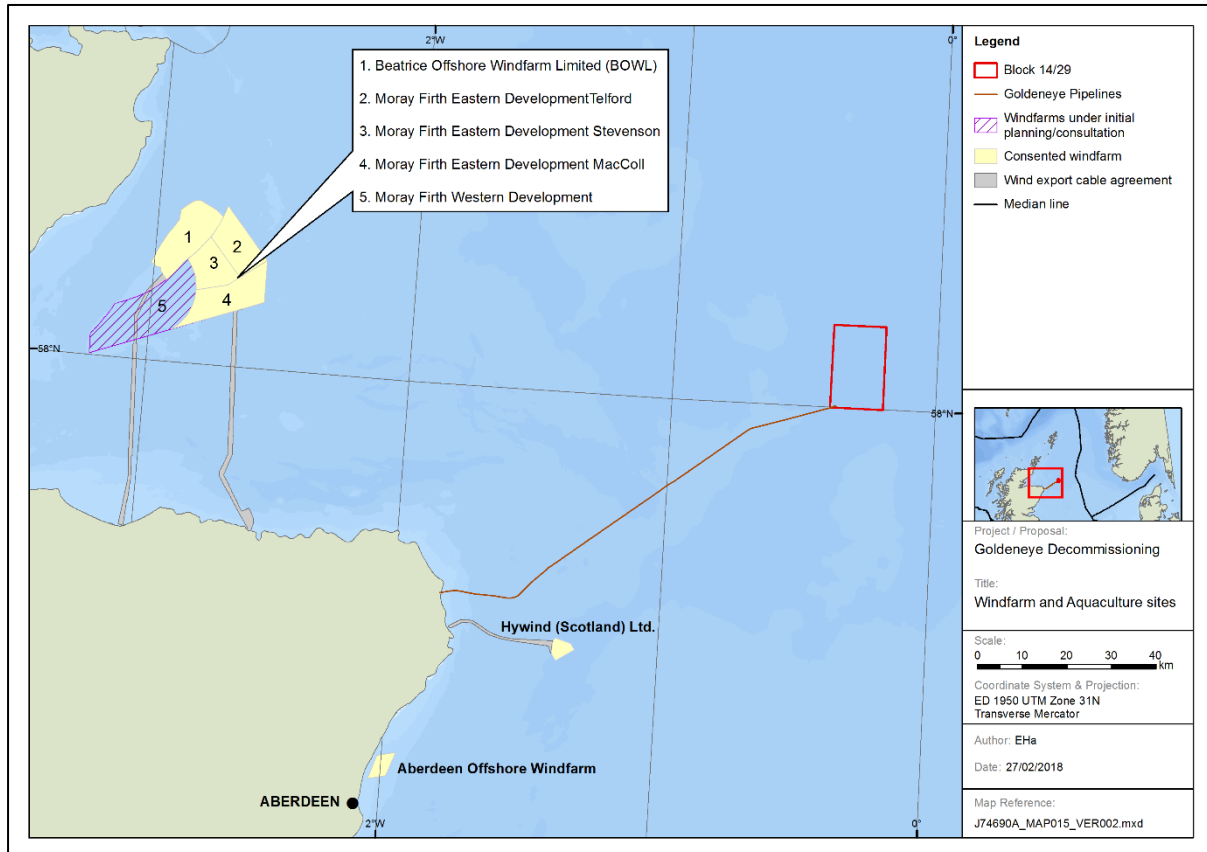 2°W
0°
1. Beatrice Offshore Windfarm Limited (BOWL)
2. Moray Firth Eastern DevelopmentTelford
3. Moray Firth Eastern Development Stevenson
4. Moray Firth Eastern Development MacColl
5. Moray Firth Western Development
1
2
3
4
5
58°N
58°N
Hywind (Scotland) Ltd.
Aberdeen Offshore Windfarm
ABERDEEN
2°W
0°
Legend
Block 14/29
Goldeneye Pipelines
Windfarms under initial
planning/consultation
Consented windfarm
Wind export cable agreement
Median line
Project / Proposal:
Goldeneye Decommissioning
Title:
Windfarm and Aquaculture sites
Scale:
0 10 20 30 40
km
Coordinate System & Projection:
ED 1950 UTM Zone 31N
Transverse Mercator
Author: EHa
Date: 27/02/2018
Map Reference:
J74690A_MAP015_VER002.mxd